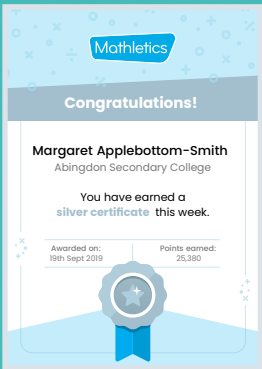 Mathletics
Congratulations!
Margaret Applebottom-Smith
Abingdon Secondary College
You have earned a
silver certificate this week.
Awarded on:
19th Sept 2019
Points earned:
25,380